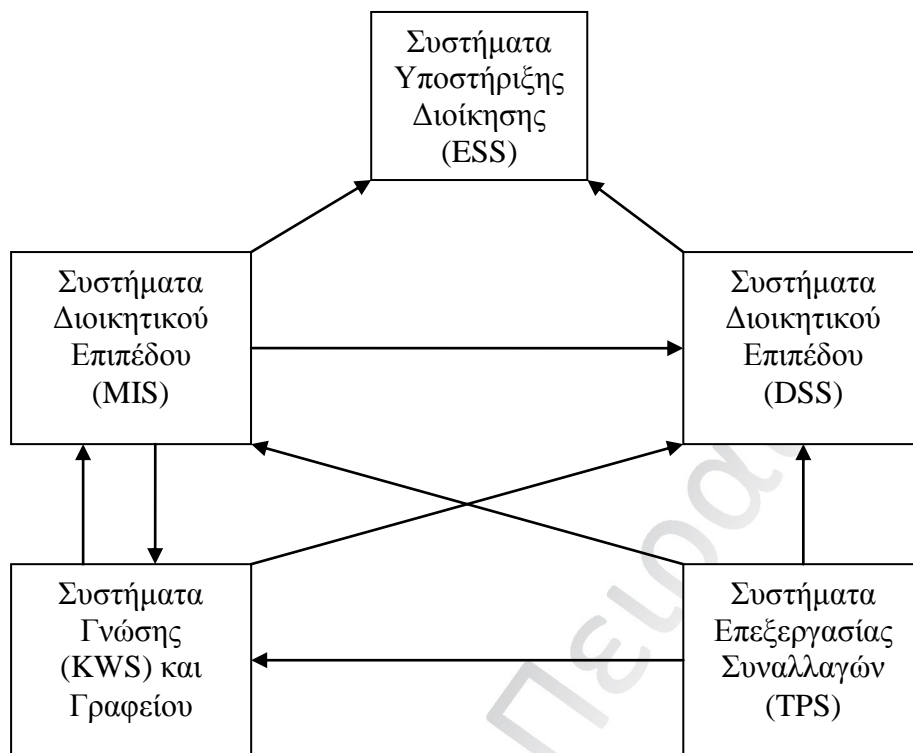 Συστήματα
Υποστήριξης
Διοίκησης
(ESS)
Συστήματα
Διοικητικού
Επιπέδου
(MIS)
Συστήματα
Διοικητικού
Επιπέδου
(DSS)
Συστήματα
Γνώσης
(KWS) και
Γραφείου
Συστήματα
Επεξεργασίας
Συναλλαγών
(TPS)